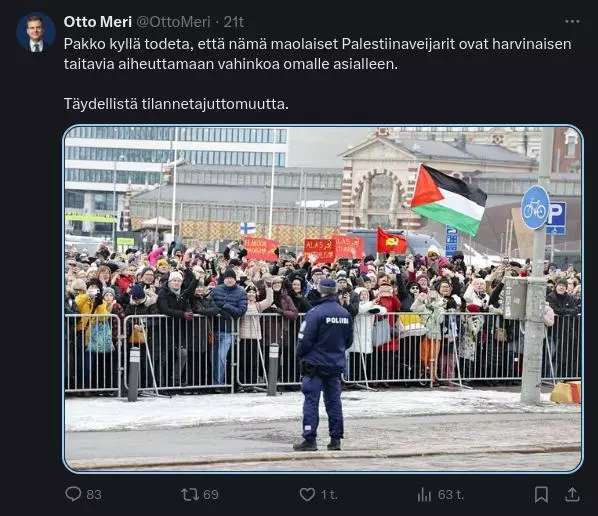 Otto Meri @OttoMeri · 21t
Pakko kyllä todeta, että nämä maolaiset Palestiinaveijarit ovat harvinaisen
taitavia aiheuttamaan vahinkoa omalle asialleen.
Täydellistä tilannetajuttomuutta.
ALAS
P
POLIISI
83 69 1 t. 63 t.